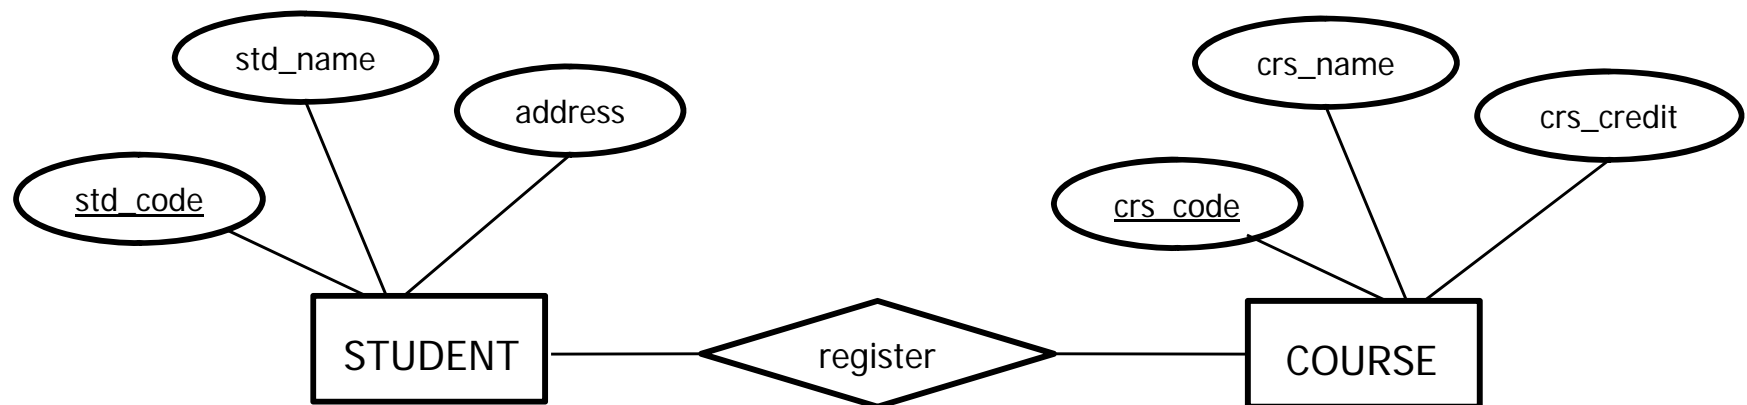 std_name
address
std_code
crs_name
crs_credit
crs_code
STUDENT
register
COURSE